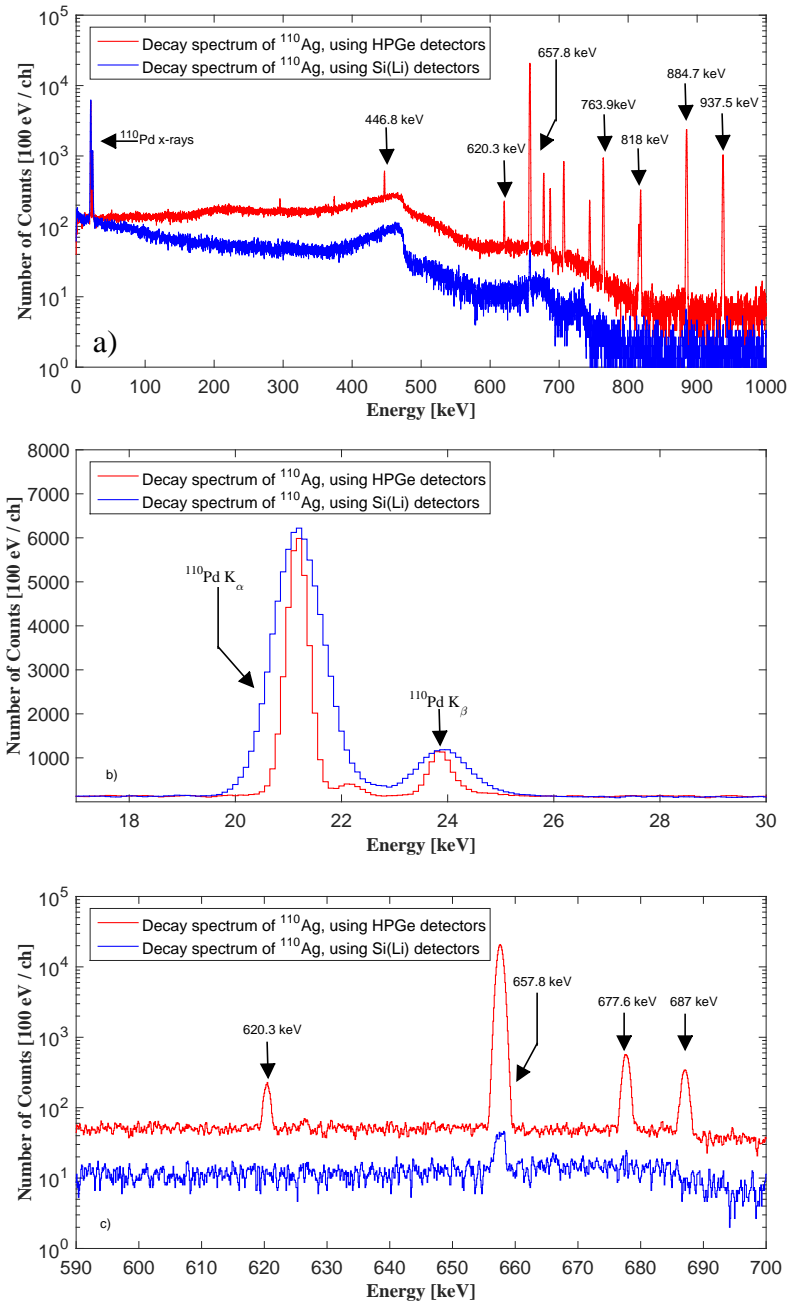 10^5
Decay spectrum of ^110Ag, using HPGe detectors
Decay spectrum of ^110Ag, using Si(Li) detectors
657.8 keV
884.7 keV
10^4
763.9keV
937.5 keV
446.8 keV
818 keV
^110Pd x-rays
620.3 keV
10^3
10^2
10^1
a)
10^0
0 100 200 300 400 500 600 700 800 900 1000
Energy [keV]
Number of Counts [100 eV / ch]
8000
Decay spectrum of ^110Ag, using HPGe detectors
Decay spectrum of ^110Ag, using Si(Li) detectors
7000
6000
^110Pd K_α
5000
4000
3000
^110Pd K_β
2000
1000
b)
18 20 22 24 26 28 30
Energy [keV]
Number of Counts [100 eV / ch]
10^5
Decay spectrum of ^110Ag, using HPGe detectors
Decay spectrum of ^110Ag, using Si(Li) detectors
10^4
657.8 keV
677.6 keV
687 keV
620.3 keV
10^3
10^2
10^1
c)
10^0
590 600 610 620 630 640 650 660 670 680 690 700
Energy [keV]
Number of Counts [100 eV / ch]